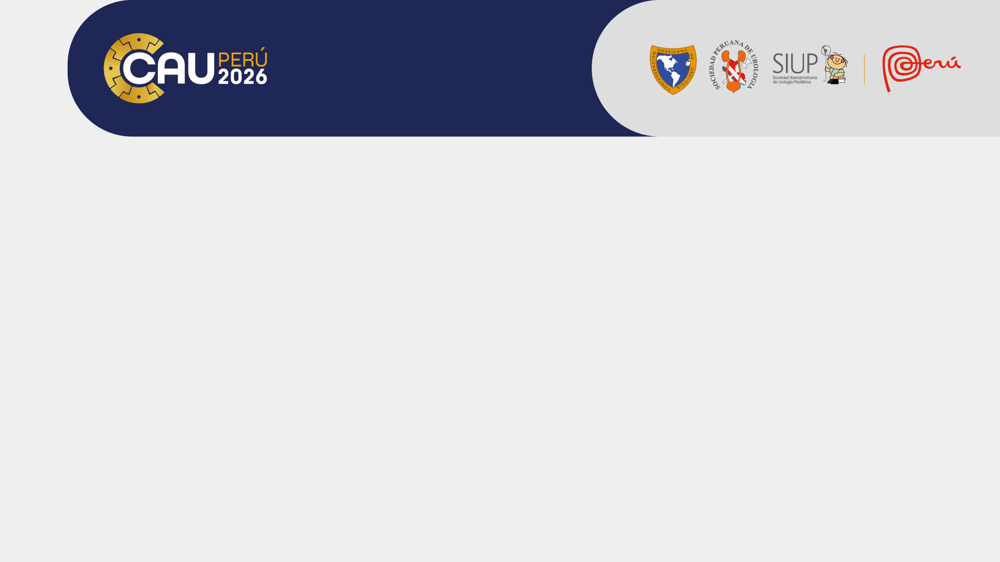 CAU PERÚ
2026
CONFEDERACIÓN AMERICANA DE UROLOGÍA
SOCIEDAD PERUANA DE UROLOGIA
SIUP
Sociedad Iberoamericana
de Urología Pediátrica
Perú